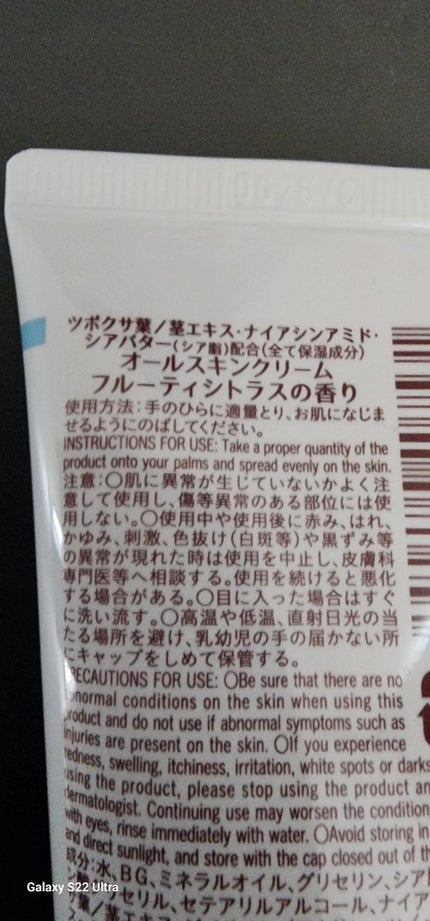 ツボクサ葉/茎エキス・ナイアシンアミド・
シアバター(シア脂)配合(全て保湿成分)
オールスキンクリーム
フルーティシトラスの香り
使用方法:手のひらに適量とり、お肌になじま
せるようにのばしてください。
INSTRUCTIONS FOR USE: Take a proper quantity of the
product onto your palms and spread evenly on the skin.
注意:○肌に異常が生じていないかよく注
意して使用し、傷等異常のある部位には使
用しない。○使用中や使用後に赤み、はれ、
かゆみ、刺激、色抜け(白斑等)や黒ずみ等
の異常が現れた時は使用を中止し、皮膚科
専門医等へ相談する。使用を続けると悪化
する場合がある。○目に入った場合はすぐ
に洗い流す。○高温や低温、直射日光の当
たる場所を避け、乳幼児の手の届かない所
にキャップをしめて保管する。
PRECAUTIONS FOR USE: ○Be sure that there are no
abnormal conditions on the skin when using this
product and do not use if abnormal symptoms such as
injuries are present on the skin. ○If you experience
redness, swelling, itchiness, irritation, white spots or darks
using the product, please stop using the product an
dermatologist. Continuing use may worsen the condition
with eyes, rinse immediately with water. ○Avoid storing in
and direct sunlight, and store with the cap closed out of th
成分:水、BG、ミネラルオイル、グリセリン、シア
リル、セテアリルアルコール、ナイア
葉/茎エキス
Galaxy S22 Ultra